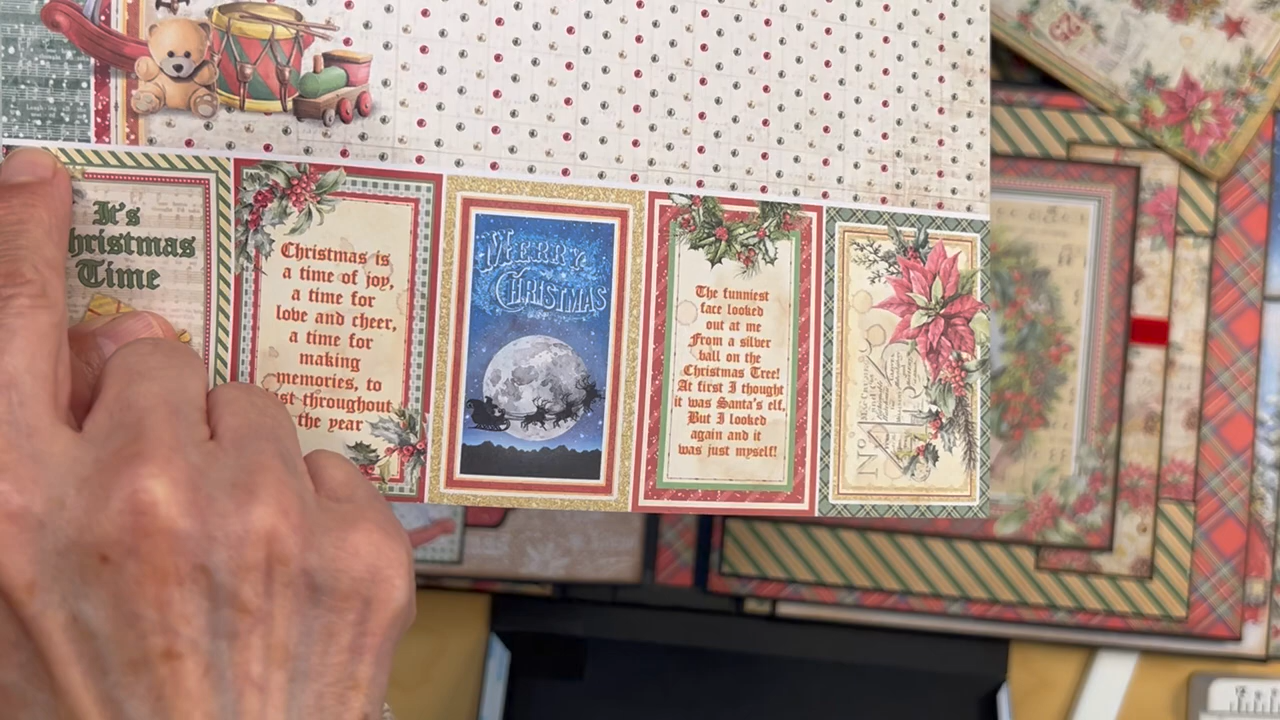 It's
Christmas
Time
Christmas is
a time of joy,
a time for
love and cheer,
a time for
making
memories, to
throughout
the year
MERRY
CHRISTMAS
The funniest
face looked
out at me
From a silver
ball on the
Christmas Tree!
At first I thought
it was Santa's elf,
But I looked
again and it
was just myself!